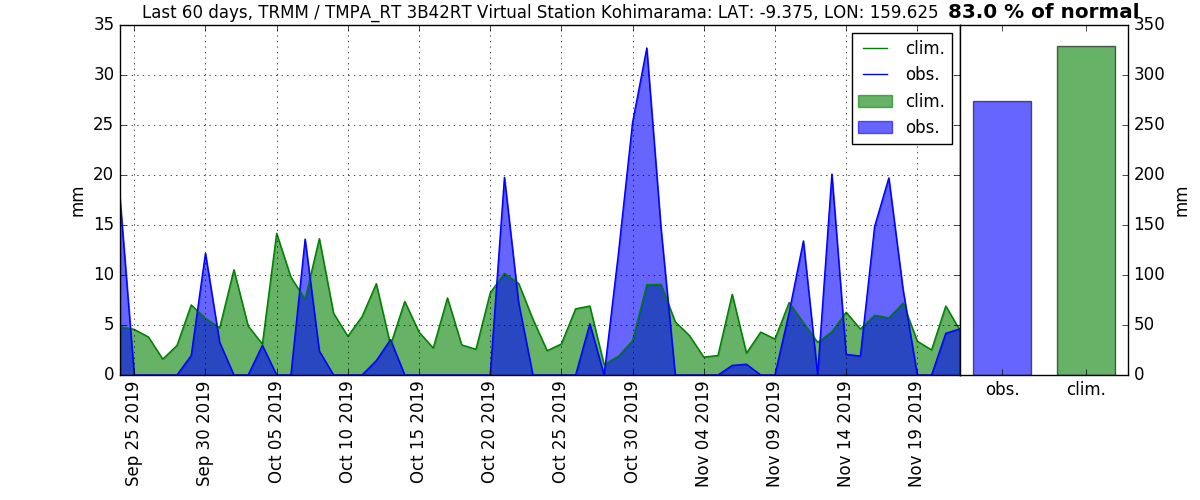 Last 60 days, TRMM / TMPA_RT 3B42RT Virtual Station Kohimarama: LAT: -9.375, LON: 159.625 83.0 % of normal
35
30
25
20
15
10
5
0
mm
clim.
obs.
clim.
obs.
350
300
250
200
150
100
50
0
mm
Sep 25 2019
Sep 30 2019
Oct 05 2019
Oct 10 2019
Oct 15 2019
Oct 20 2019
Oct 25 2019
Oct 30 2019
Nov 04 2019
Nov 09 2019
Nov 14 2019
Nov 19 2019
obs.
clim.